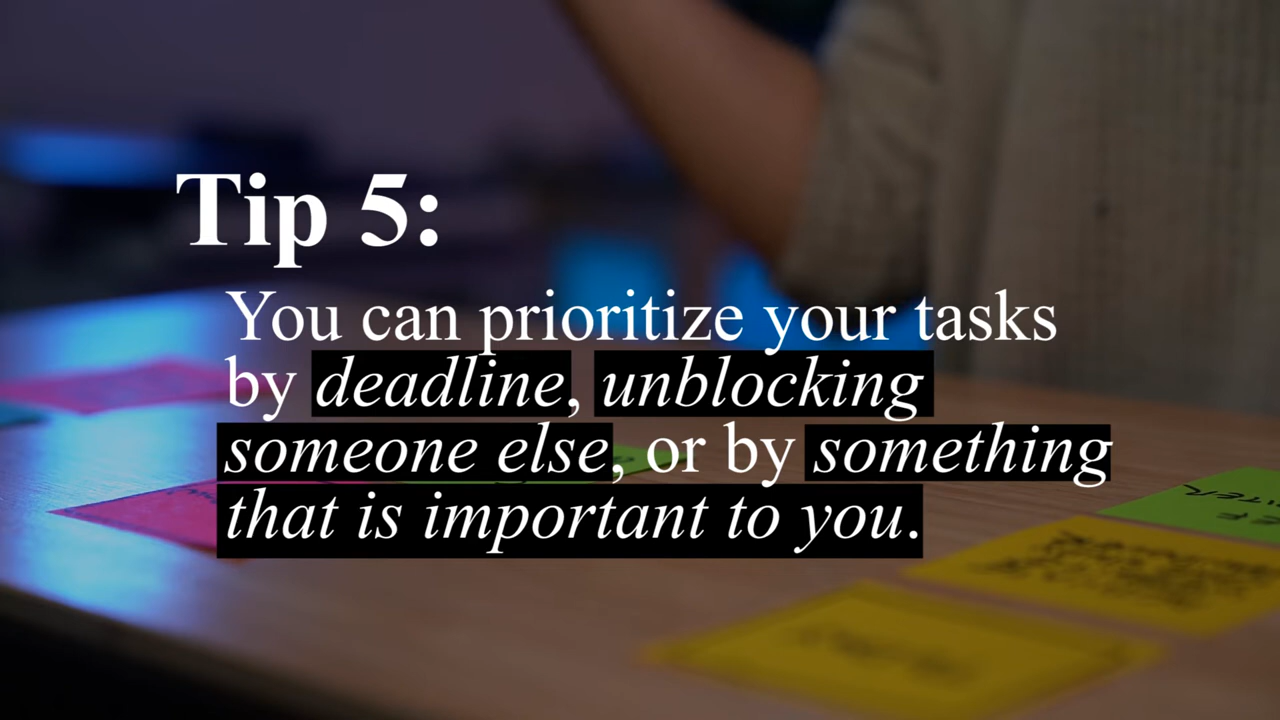 Tip 5:
You can prioritize your tasks
by deadline, unblocking
someone else, or by something
that is important to you.